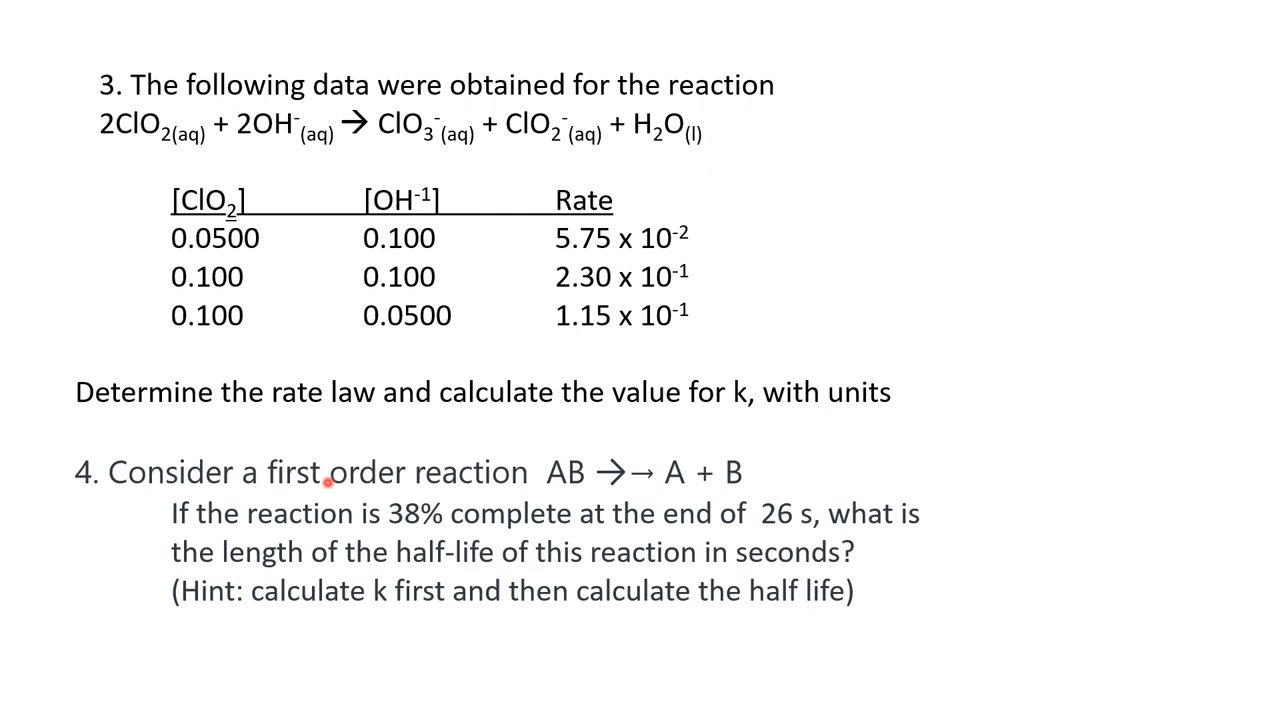 3. The following data were obtained for the reaction
2ClO₂(aq) + 2OH⁻(aq) → ClO₃⁻(aq) + ClO₂⁻(aq) + H₂O(l)
[ClO₂] [OH⁻¹] Rate
0.0500 0.100 5.75 x 10⁻²
0.100 0.100 2.30 x 10⁻¹
0.100 0.0500 1.15 x 10⁻¹
Determine the rate law and calculate the value for k, with units
4. Consider a first order reaction AB →→ A + B
If the reaction is 38% complete at the end of 26 s, what is
the length of the half-life of this reaction in seconds?
(Hint: calculate k first and then calculate the half life)